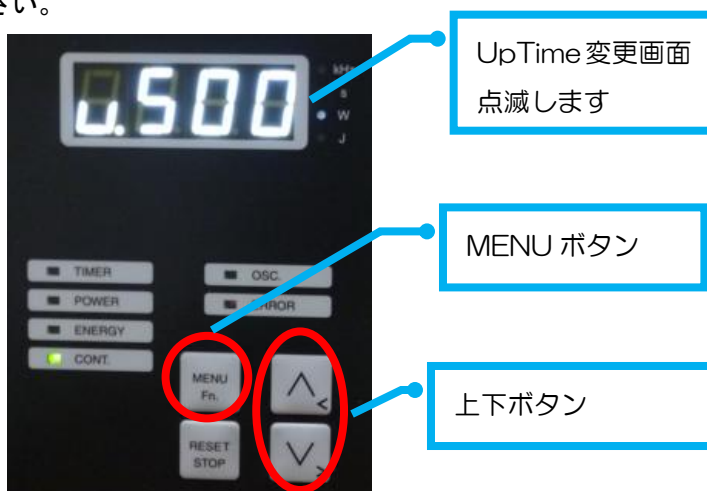 さい。
UpTime変更画面
点滅します
u.500
kHz
s
W
J
MENU ボタン
TIMER
OSC.
POWER
ERROR
ENERGY
CONT.
MENU
Fn.
上下ボタン
RESET
STOP